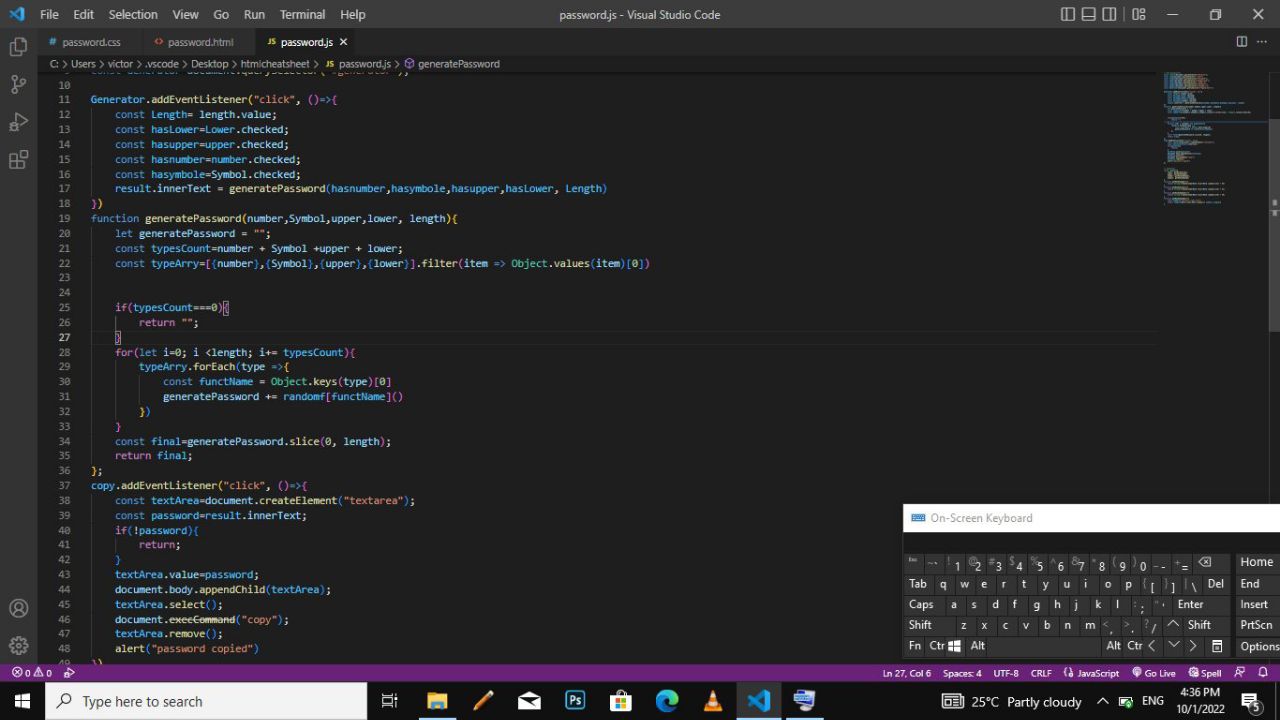 File Edit Selection View Go Run Terminal Help password.js - Visual Studio Code
# password.css <> password.html JS password.js ×
C: > Users > victor > .vscode > Desktop > htmlcheatsheet > JS password.js > generatePassword
10
11 Generator.addEventListener("click", ()=>{
12 const Length= length.value;
13 const hasLower=Lower.checked;
14 const hasupper=upper.checked;
15 const hasnumber=number.checked;
16 const hasymbole=Symbol.checked;
17 result.innerText = generatePassword(hasnumber,hasymbole,hasupper,hasLower, Length)
18 })
19 function generatePassword(number,Symbol,upper,lower, length){
20 let generatePassword = "";
21 const typesCount=number + Symbol +upper + lower;
22 const typeArry=[{number},{Symbol},{upper},{lower}].filter(item => Object.values(item)[0])
23
24
25 if(typesCount===0){
26 return "";
27 }
28 for(let i=0; i <length; i+= typesCount){
29 typeArry.forEach(type =>{
30 const functName = Object.keys(type)[0]
31 generatePassword += randomf[functName]()
32 })
33 }
34 const final=generatePassword.slice(0, length);
35 return final;
36 };
37 copy.addEventListener("click", ()=>{
38 const textArea=document.createElement("textarea");
39 const password=result.innerText;
40 if(!password){
41 return;
42 }
43 textArea.value=password;
44 document.body.appendChild(textArea);
45 textArea.select();
46 document.execCommand("copy");
47 textArea.remove();
48 alert("password copied")
49 })
On-Screen Keyboard
Esc ~` !1 @2 #3 $4 %5 ^6 &7 *8 (9 )0 _- += Home
Tab q w e r t y u i o p {[ }] |\ Del End
Caps a s d f g h j k l :; "' Enter Insert
Shift z x c v b n m <, >. ?/ Shift PrtScn
Fn Ctr Alt Alt Ctr Options
0 0 Ln 27, Col 6 Spaces: 4 UTF-8 CRLF {} JavaScript Go Live Spell
Type here to search Ps 25°C Partly cloudy ENG 4:36 PM
10/1/2022 5